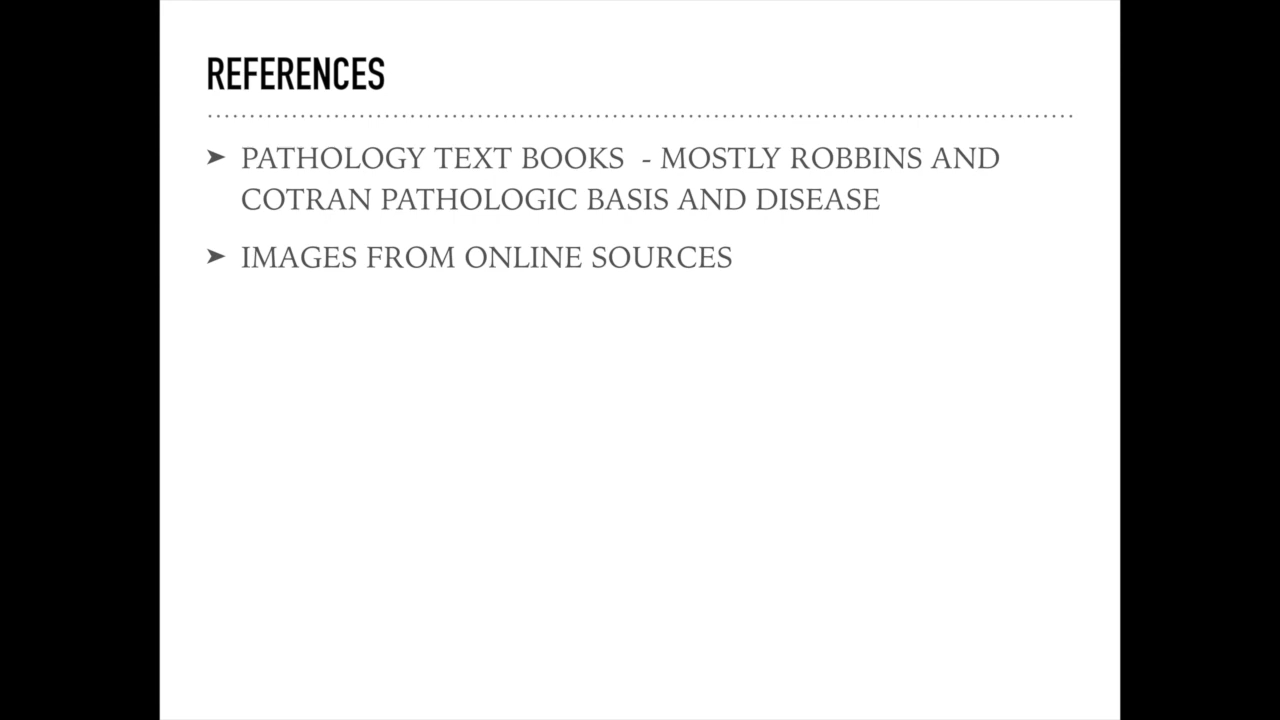 REFERENCES
➤ PATHOLOGY TEXT BOOKS - MOSTLY ROBBINS AND
COTRAN PATHOLOGIC BASIS AND DISEASE
➤ IMAGES FROM ONLINE SOURCES